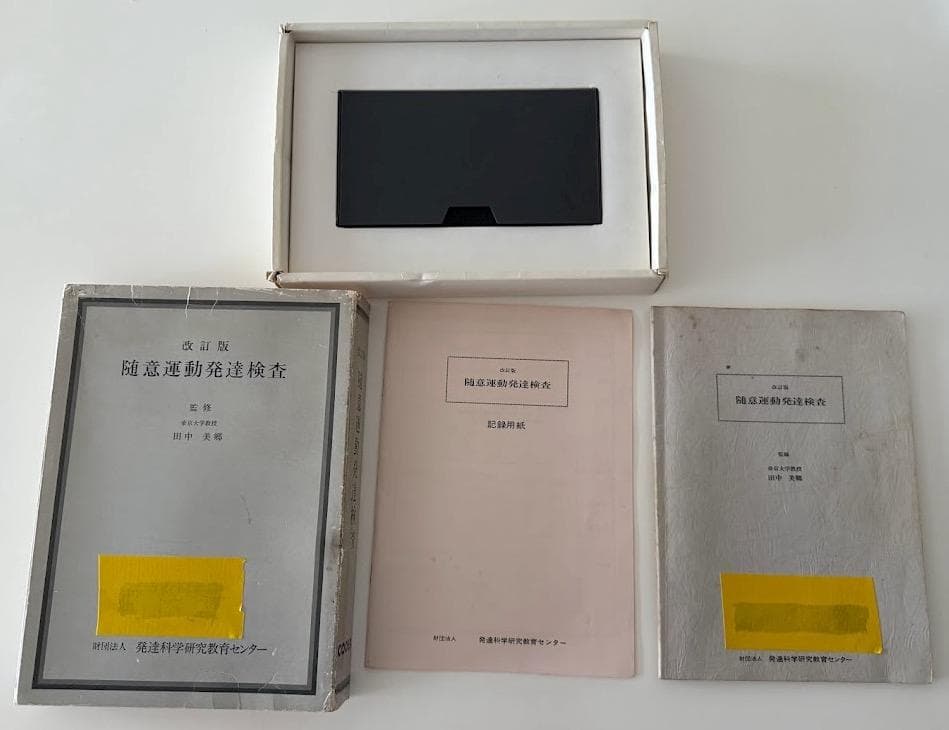 改訂版
随意運動発達検査
監修
帝京大学教授
田中 美郷
財団法人 発達科学研究教育センター
改訂版
随意運動発達検査
記録用紙
財団法人 発達科学研究教育センター
改訂版
随意運動発達検査
監修
帝京大学教授
田中 美郷
財団法人 発達科学研究教育センター